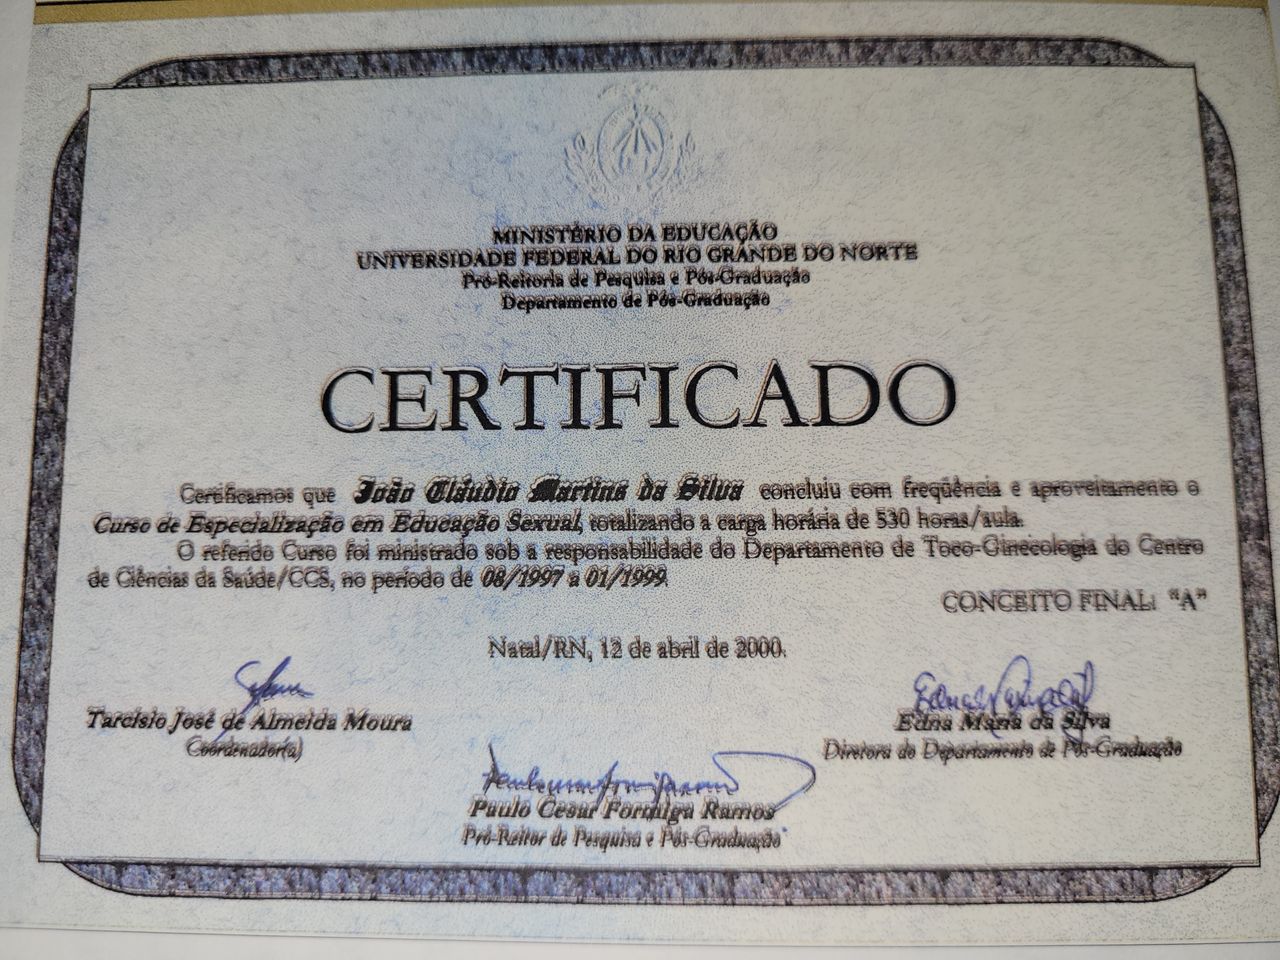 MINISTÉRIO DA EDUCAÇÃO
UNIVERSIDADE FEDERAL DO RIO GRANDE DO NORTE
Pró-Reitoria de Pesquisa e Pós-Graduação
Departamento de Pós-Graduação
CERTIFICADO
Certificamos que João Cláudio Martins da Silva concluiu com freqüência e aproveitamento o
Curso de Especialização em Educação Sexual, totalizando a carga horária de 530 horas/aula.
O referido Curso foi ministrado sob a responsabilidade do Departamento de Toco-Ginecologia do Centro
de Ciências da Saúde/CCS, no período de 08/1997 a 01/1999.
CONCEITO FINAL: "A"
Natal/RN, 12 de abril de 2000.
Tarcísio José de Almeida Moura
Coordenador(a)
Edna Maria da Silva
Diretora do Departamento de Pós-Graduação
Paulo Cesar Formiga Ramos
Pró-Reitor de Pesquisa e Pós-Graduação